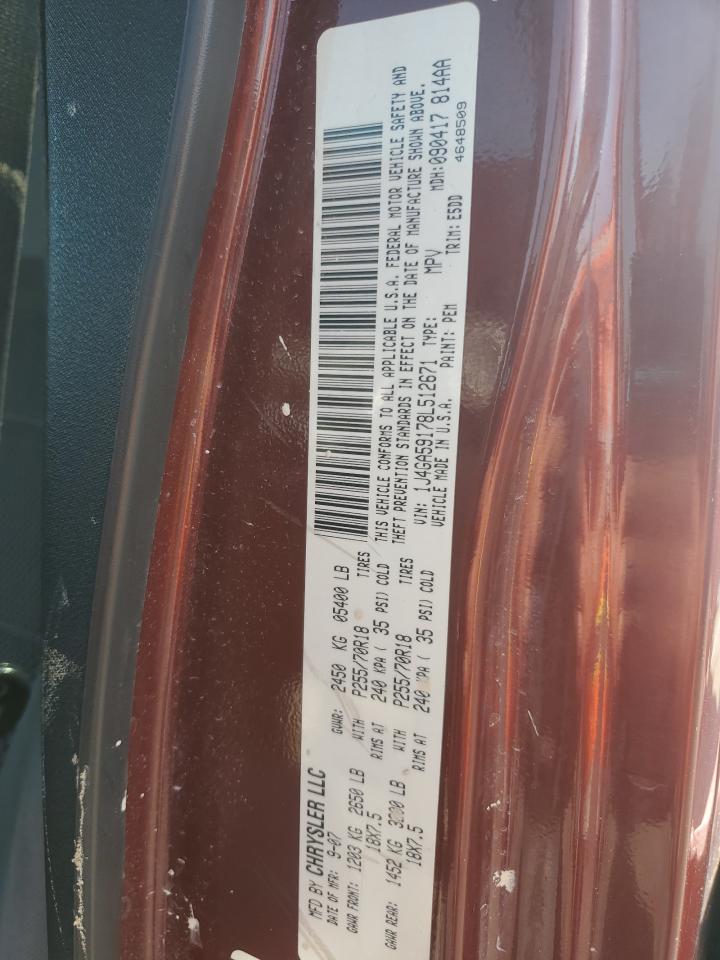 MFD BY CHRYSLER LLC
DATE OF MFR: 9-07 GVWR: 2450 KG 05400 LB
GAWR FRONT: 1203 KG 2650 LB WITH P255/70R18 TIRES
18X7.5 RIMS AT 240 KPA ( 35 PSI) COLD
GAWR REAR: 1452 KG LB WITH P255/70R18 TIRES
18X7.5 RIMS AT 240 KPA ( 35 PSI) COLD
THIS VEHICLE CONFORMS TO ALL APPLICABLE U.S.A. FEDERAL MOTOR VEHICLE SAFETY AND
THEFT PREVENTION STANDARDS IN EFFECT ON THE DATE OF MANUFACTURE SHOWN ABOVE.
VIN: 1J4GA59178L512671 TYPE: MPV MDH: 090417 814AA
VEHICLE MADE IN U.S.A. PAINT: PEM TRIM: E5DD 4648509